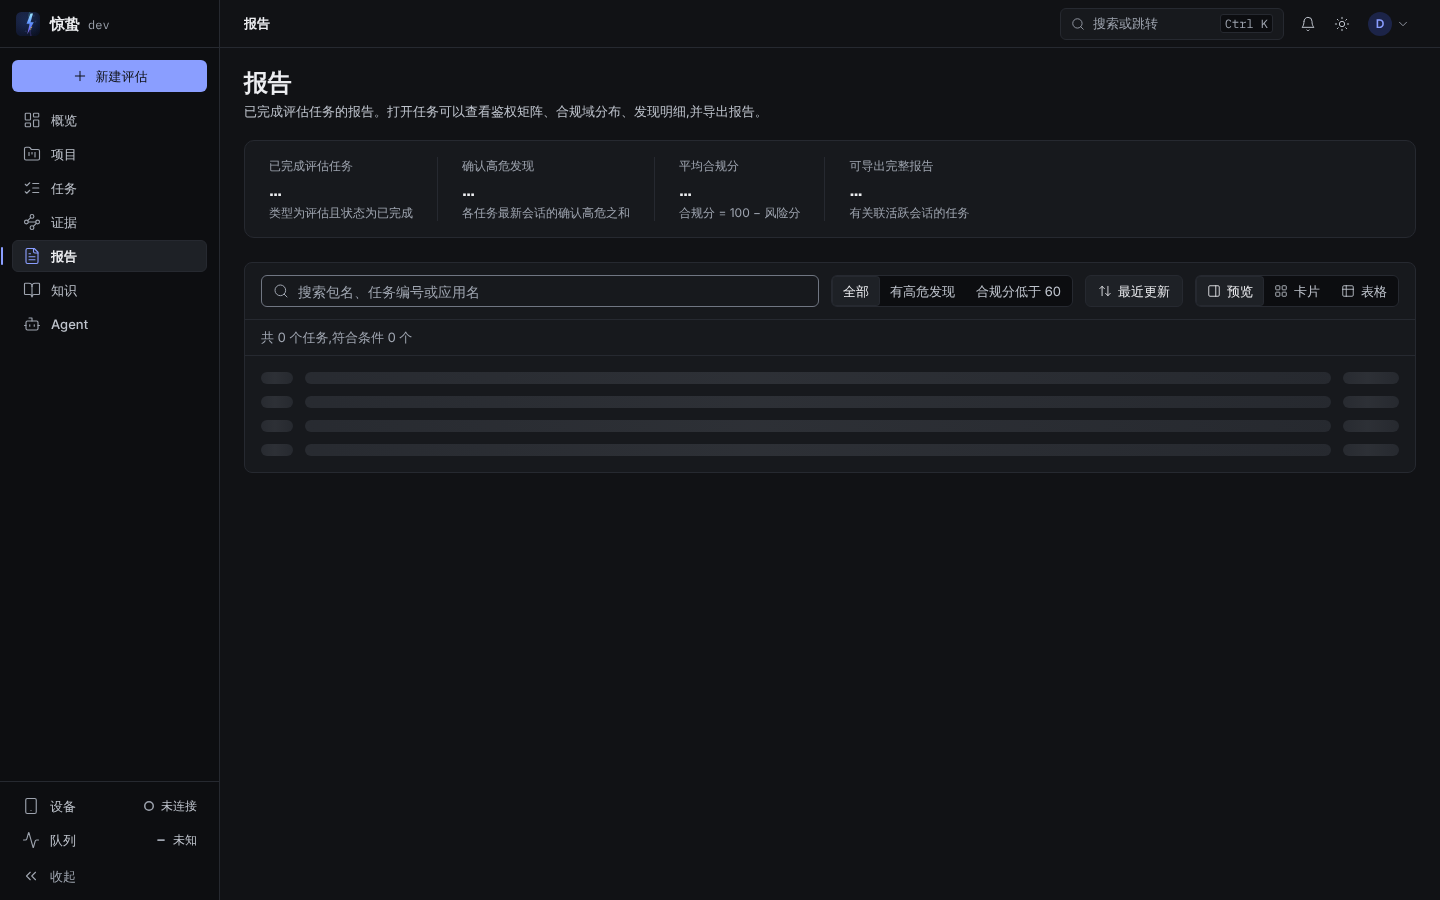 惊蛰 dev
报告
搜索或跳转 Ctrl K
D
新建评估
概览
项目
任务
证据
报告
知识
Agent
设备 未连接
队列 未知
收起
报告
已完成评估任务的报告。打开任务可以查看鉴权矩阵、合规域分布、发现明细,并导出报告。
已完成评估任务
…
类型为评估且状态为已完成
确认高危发现
…
各任务最新会话的确认高危之和
平均合规分
…
合规分 = 100 − 风险分
可导出完整报告
…
有关联活跃会话的任务
搜索包名、任务编号或应用名
全部 有高危发现 合规分低于 60
最近更新
预览 卡片 表格
共 0 个任务,符合条件 0 个